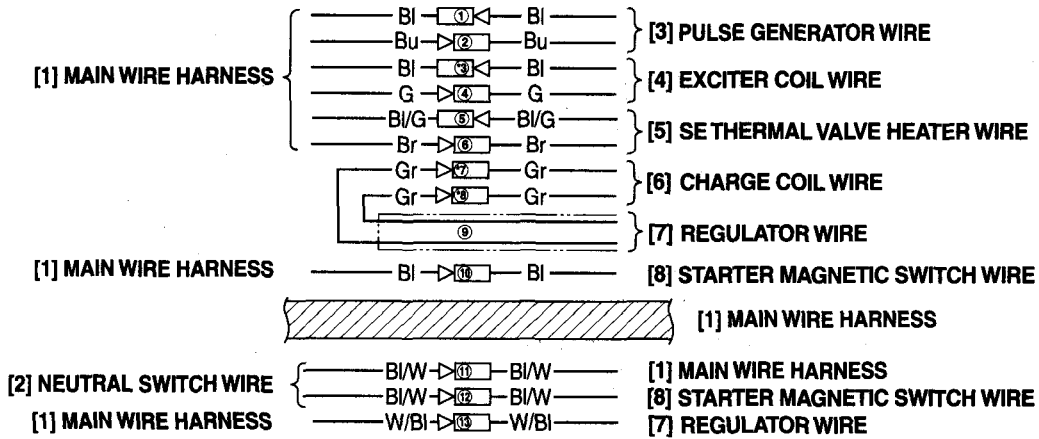 Bl ① Bl
Bu ② Bu [3] PULSE GENERATOR WIRE
[1] MAIN WIRE HARNESS Bl *3 Bl
G ④ G [4] EXCITER COIL WIRE
Bl/G ⑤ Bl/G
Br ⑥ Br [5] SE THERMAL VALVE HEATER WIRE
Gr *7 Gr
Gr *8 Gr [6] CHARGE COIL WIRE
⑨ [7] REGULATOR WIRE
[1] MAIN WIRE HARNESS Bl ⑩ Bl [8] STARTER MAGNETIC SWITCH WIRE
[1] MAIN WIRE HARNESS
Bl/W ⑪ Bl/W [1] MAIN WIRE HARNESS
[2] NEUTRAL SWITCH WIRE Bl/W ⑫ Bl/W [8] STARTER MAGNETIC SWITCH WIRE
[1] MAIN WIRE HARNESS W/Bl ⑬ W/Bl [7] REGULATOR WIRE